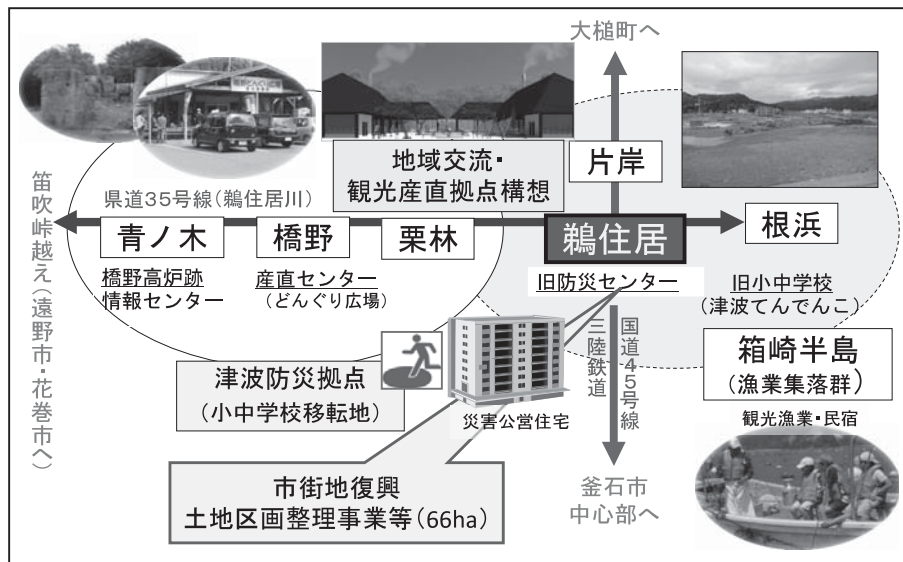 大槌町へ
地域交流・
観光産直拠点構想
片岸
笛吹峠越え（遠野市・花巻市へ）
県道35号線（鵜住居川）
青ノ木
橋野
栗林
鵜住居
根浜
橋野高炉跡
情報センター
産直センター
（どんぐり広場）
旧防災センター
旧小中学校
（津波てんでんこ）
三陸鉄道
国道45号線
箱崎半島
（漁業集落群）
観光漁業・民宿
津波防災拠点
（小中学校移転地）
災害公営住宅
市街地復興
土地区画整理事業等（66ha）
釜石市
中心部へ